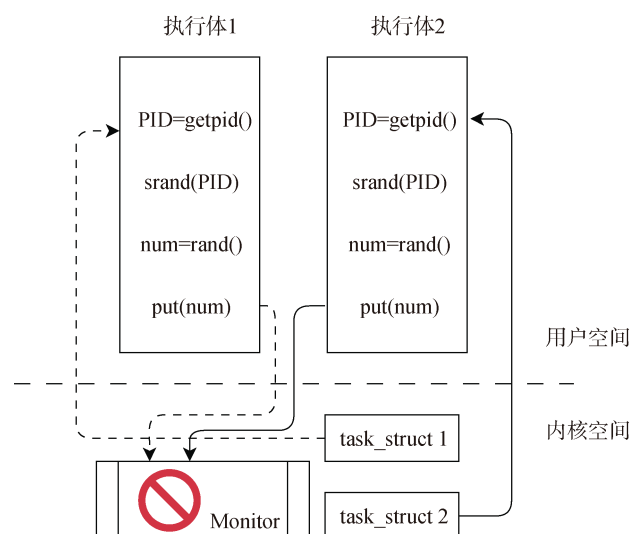 执行体1
执行体2
PID=getpid()
srand(PID)
num=rand()
put(num)
PID=getpid()
srand(PID)
num=rand()
put(num)
用户空间
内核空间
task_struct 1
Monitor
task_struct 2